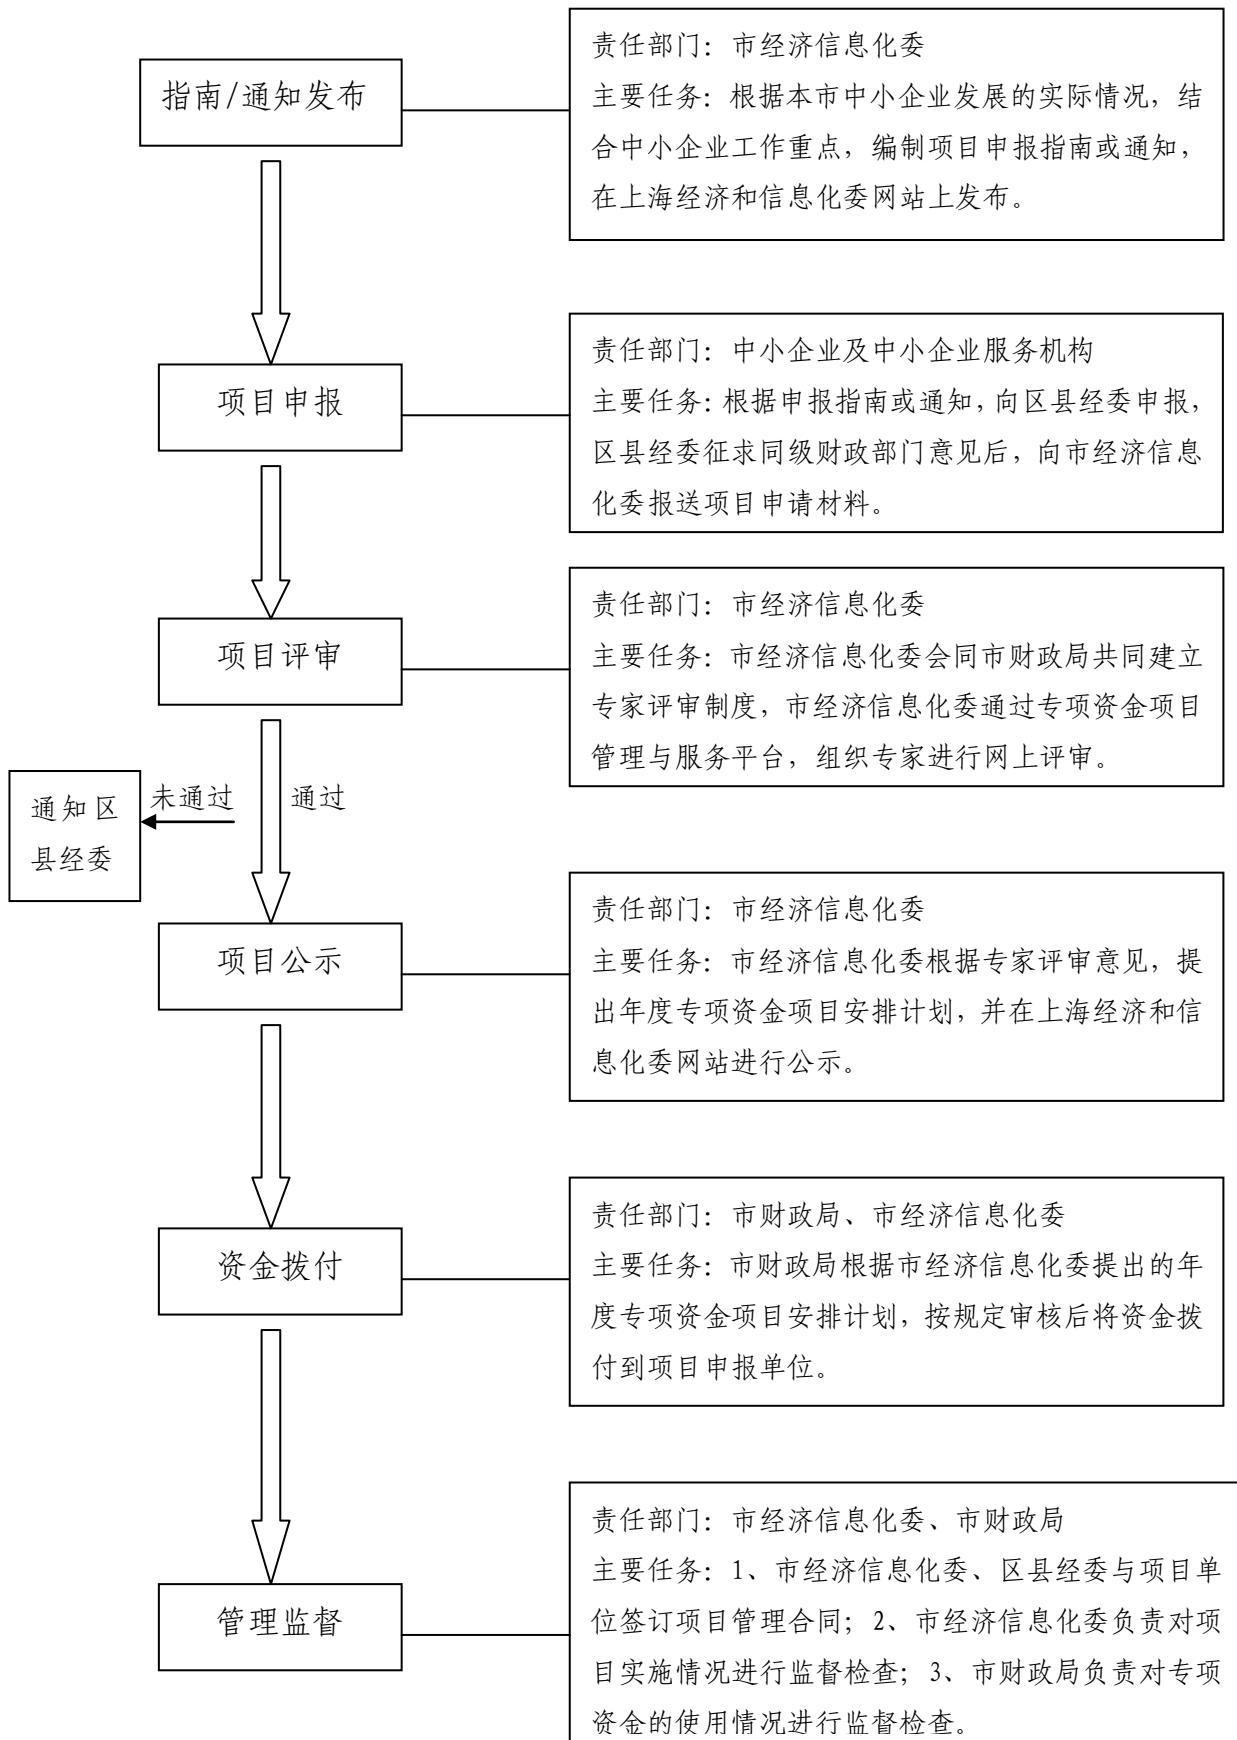 指南/通知发布
责任部门：市经济信息化委
主要任务：根据本市中小企业发展的实际情况，结
合中小企业工作重点，编制项目申报指南或通知，
在上海经济和信息化委网站上发布。
项目申报
责任部门：中小企业及中小企业服务机构
主要任务：根据申报指南或通知，向区县经委申报，
区县经委征求同级财政部门意见后，向市经济信息
化委报送项目申请材料。
项目评审
责任部门：市经济信息化委
主要任务：市经济信息化委会同市财政局共同建立
专家评审制度，市经济信息化委通过专项资金项目
管理与服务平台，组织专家进行网上评审。
通知区
县经委
未通过
通过
项目公示
责任部门：市经济信息化委
主要任务：市经济信息化委根据专家评审意见，提
出年度专项资金项目安排计划，并在上海经济和信
息化委网站进行公示。
资金拨付
责任部门：市财政局、市经济信息化委
主要任务：市财政局根据市经济信息化委提出的年
度专项资金项目安排计划，按规定审核后将资金拨
付到项目申报单位。
管理监督
责任部门：市经济信息化委、市财政局
主要任务：1、市经济信息化委、区县经委与项目单
位签订项目管理合同；2、市经济信息化委负责对项
目实施情况进行监督检查；3、市财政局负责对专项
资金的使用情况进行监督检查。